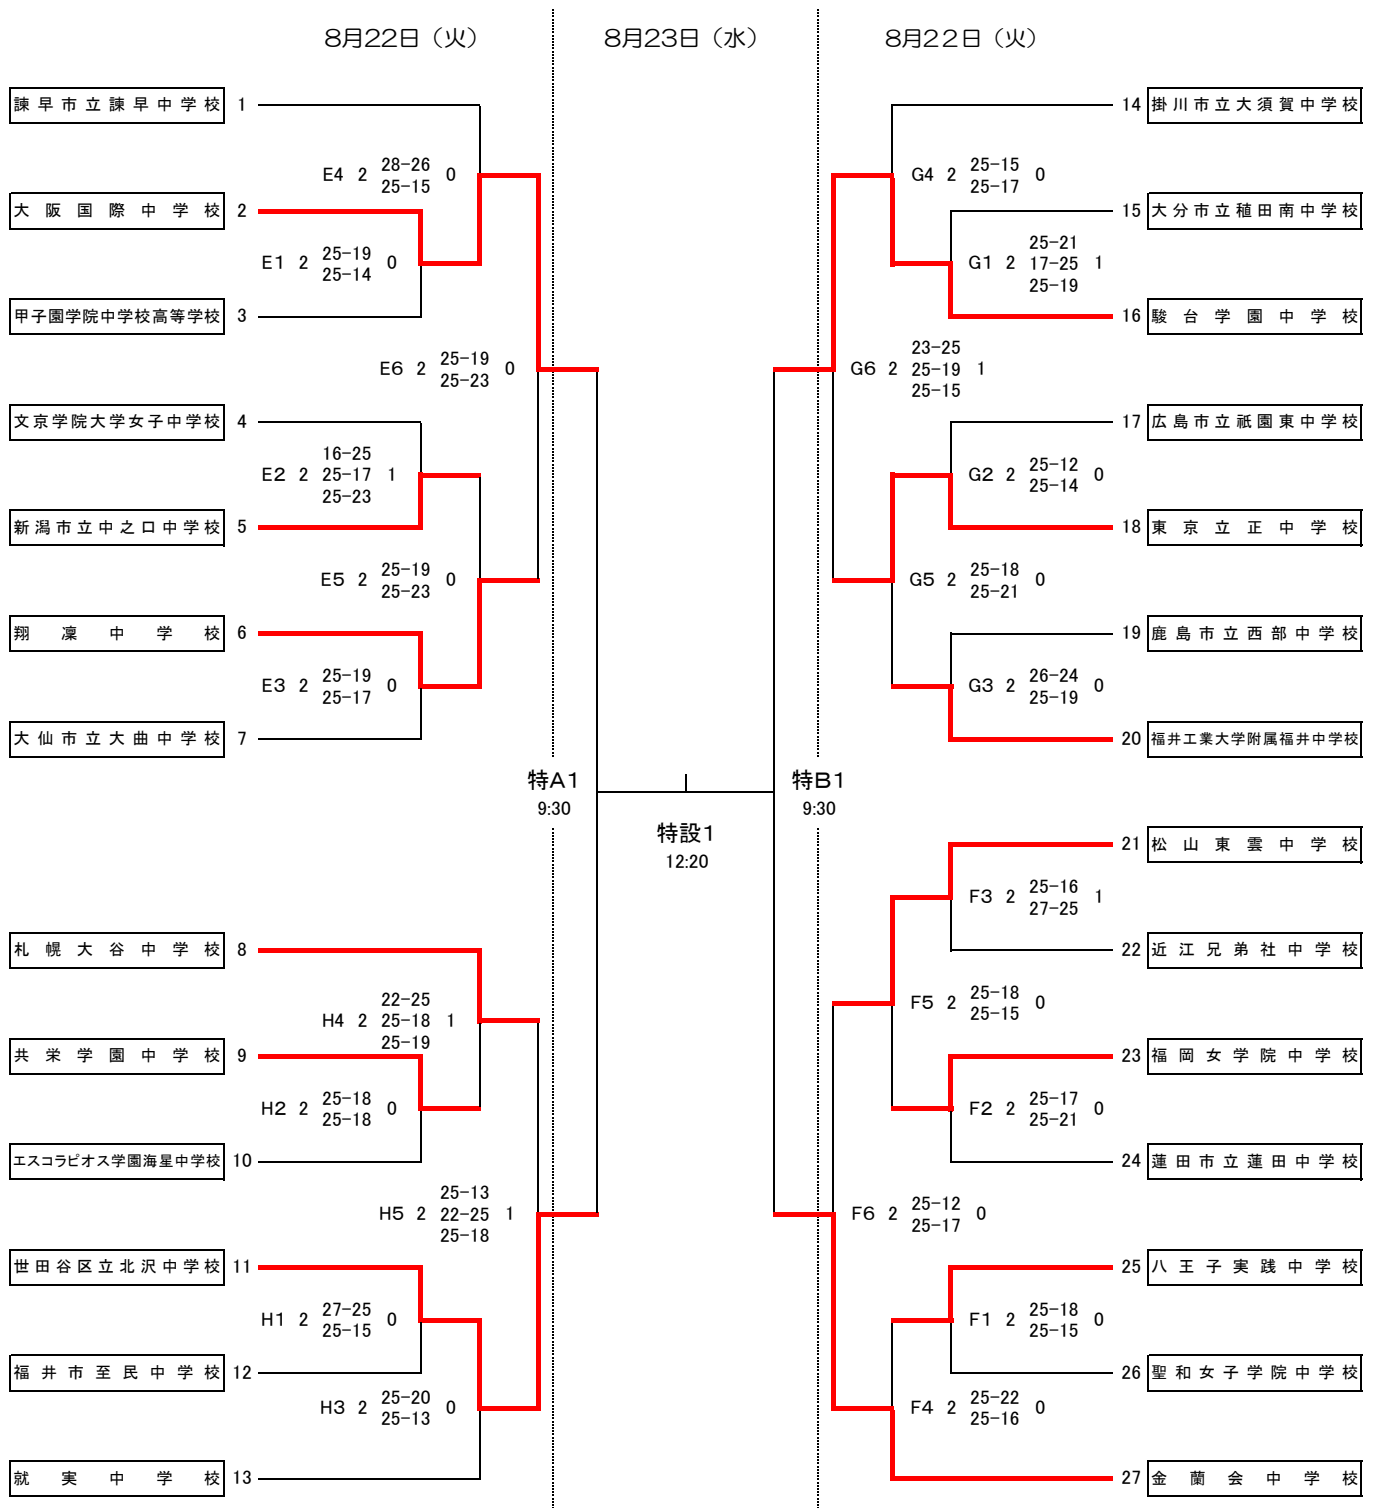 8月22日（火）
8月23日（水）
8月22日（火）
諫早市立諫早中学校 1
E4 2 28-26 0
25-15
大阪国際中学校 2
E1 2 25-19 0
25-14
甲子園学院中学校高等学校 3
E6 2 25-19 0
25-23
文京学院大学女子中学校 4
16-25
E2 2 25-17 1
25-23
新潟市立中之口中学校 5
E5 2 25-19 0
25-23
翔凜中学校 6
E3 2 25-19 0
25-17
大仙市立大曲中学校 7
特A1
9:30
特設1
12:20
特B1
9:30
札幌大谷中学校 8
22-25
H4 2 25-18 1
25-19
共栄学園中学校 9
H2 2 25-18 0
25-18
エスコラピオス学園海星中学校 10
25-13
H5 2 22-25 1
25-18
世田谷区立北沢中学校 11
H1 2 27-25 0
25-15
福井市至民中学校 12
H3 2 25-20 0
25-13
就実中学校 13
14 掛川市立大須賀中学校
G4 2 25-15 0
25-17
15 大分市立稙田南中学校
25-21
G1 2 17-25 1
25-19
16 駿台学園中学校
23-25
G6 2 25-19 1
25-15
17 広島市立祇園東中学校
G2 2 25-12 0
25-14
18 東京立正中学校
G5 2 25-18 0
25-21
19 鹿島市立西部中学校
G3 2 26-24 0
25-19
20 福井工業大学附属福井中学校
21 松山東雲中学校
F3 2 25-16 1
27-25
22 近江兄弟社中学校
F5 2 25-18 0
25-15
23 福岡女学院中学校
F2 2 25-17 0
25-21
24 蓮田市立蓮田中学校
F6 2 25-12 0
25-17
25 八王子実践中学校
F1 2 25-18 0
25-15
26 聖和女子学院中学校
F4 2 25-22 0
25-16
27 金蘭会中学校